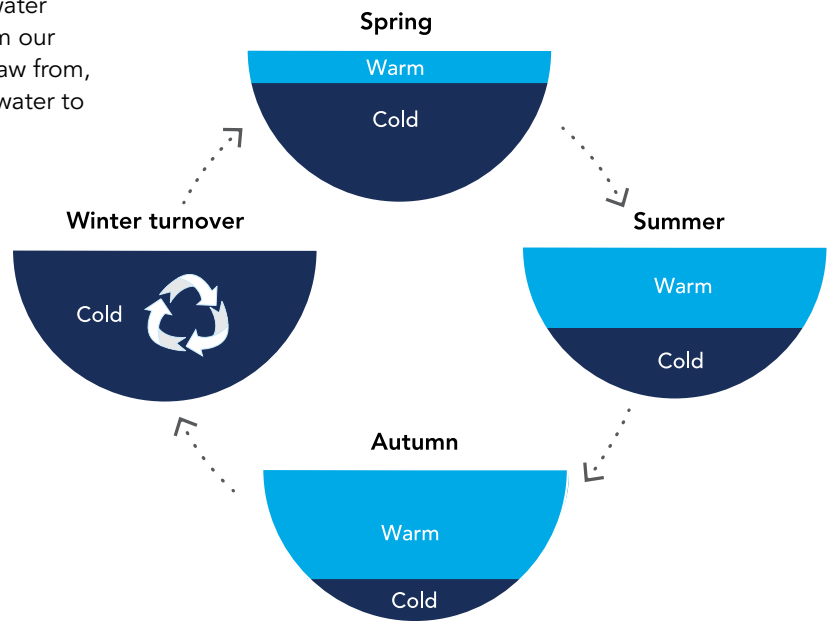 water
our
aw from,
water to
Spring
Warm
Cold
Winter turnover
Cold
Summer
Warm
Cold
Autumn
Warm
Cold